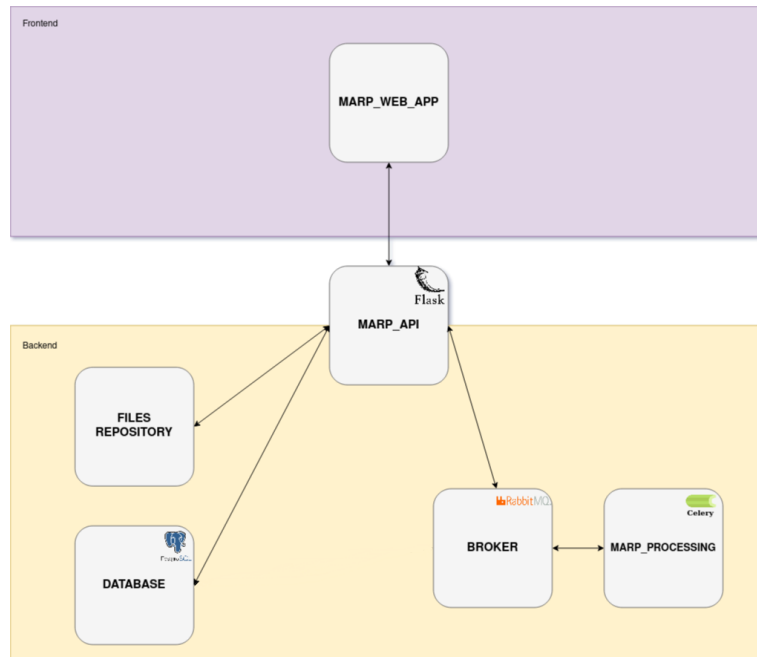 Frontend
MARP_WEB_APP
Flask
MARP_API
Backend
FILES
REPOSITORY
RabbitMQ
Celery
BROKER
MARP_PROCESSING
DATABASE